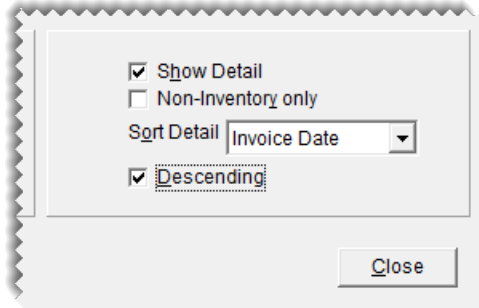 Show Detail
Non-Inventory only
Sort Detail Invoice Date
Descending
Close